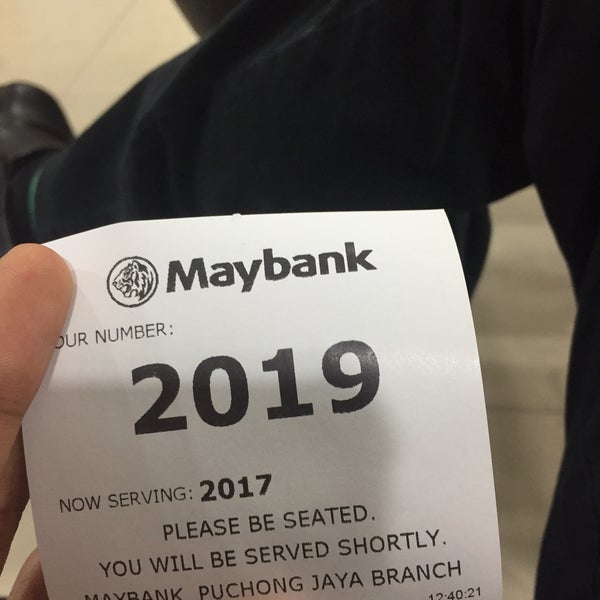 Maybank
OUR NUMBER:
2019
NOW SERVING: 2017
PLEASE BE SEATED.
YOU WILL BE SERVED SHORTLY.
MAYBANK PUCHONG JAYA BRANCH
12:40:21